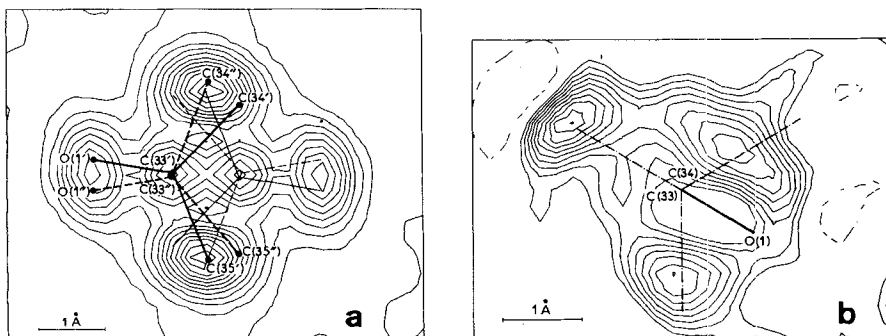 C(34'')
C(34')
O(1')
C(33')
O(1'')
C(33'')
C(35'')
C(35')
1 Å
a
C(34)
C(33)
O(1)
1 Å
b